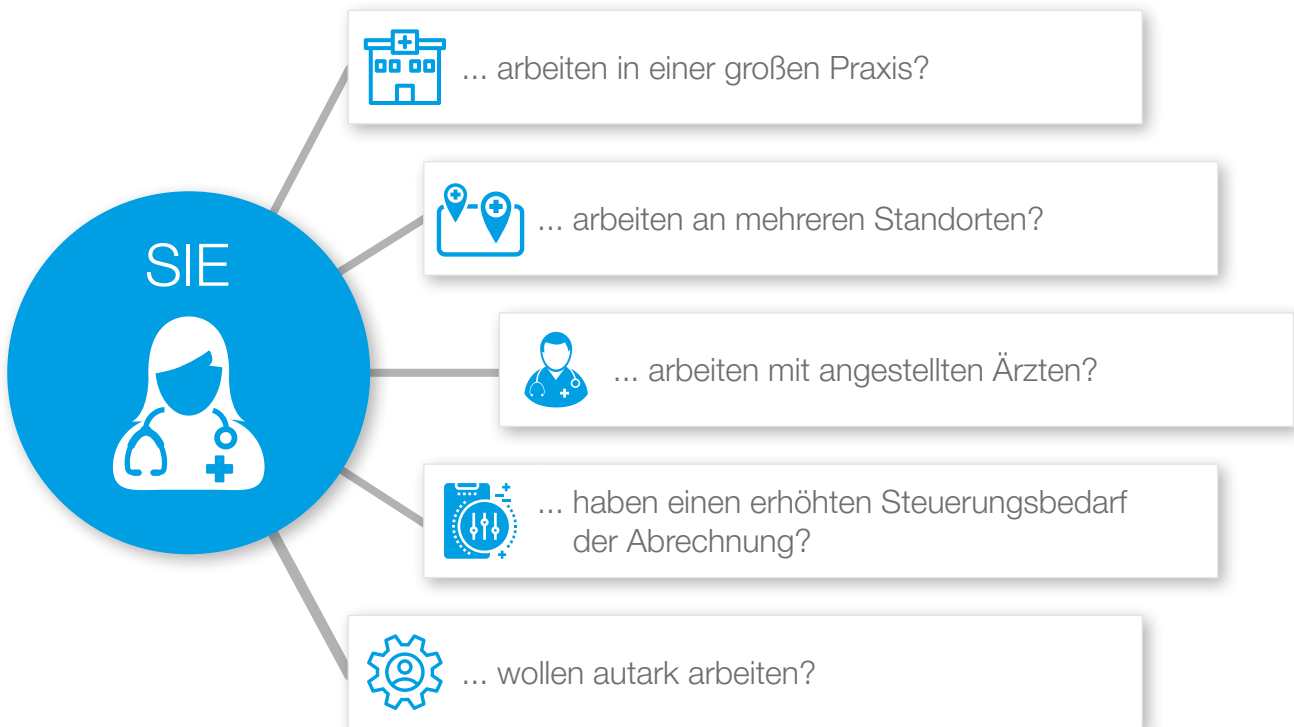 ... arbeiten in einer großen Praxis?
... arbeiten an mehreren Standorten?
SIE
... arbeiten mit angestellten Ärzten?
... haben einen erhöhten Steuerungsbedarf
der Abrechnung?
... wollen autark arbeiten?